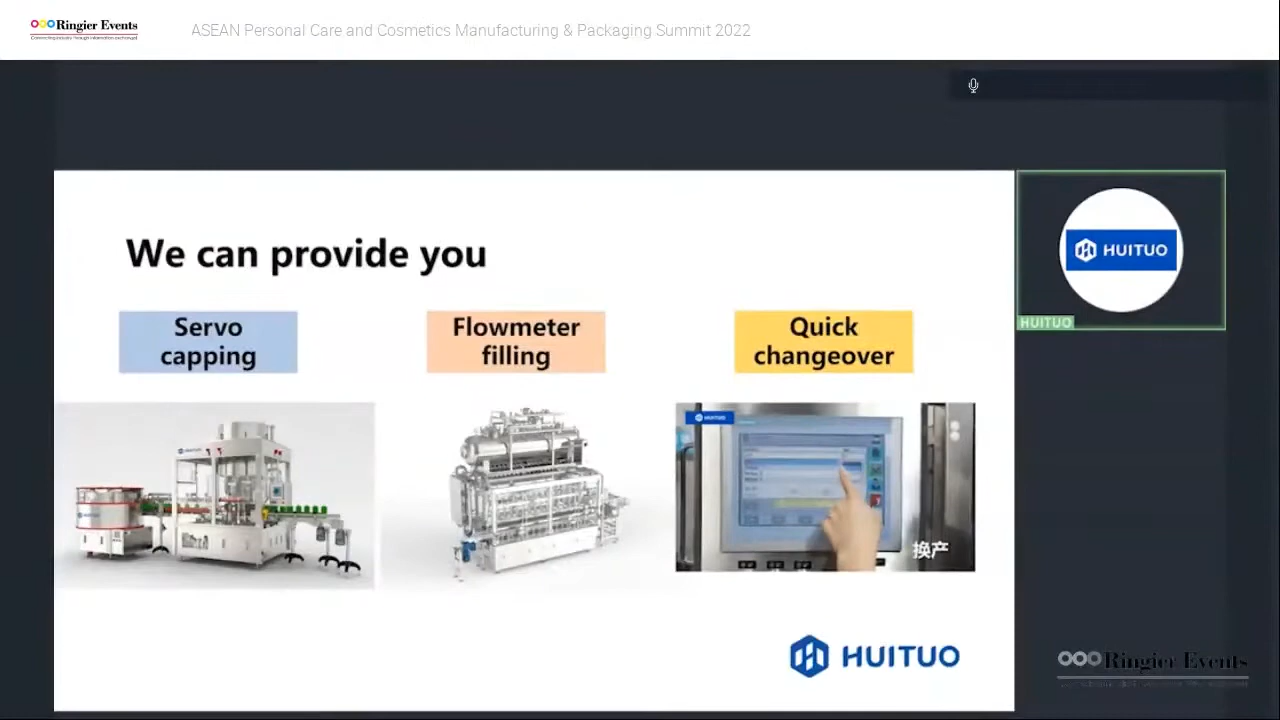 Ringier Events
ASEAN Personal Care and Cosmetics Manufacturing & Packaging Summit 2022
We can provide you
Servo
capping
Flowmeter
filling
Quick
changeover
HUITUO
换产
HUITUO
HUITUO
HUITUO
Ringier Events